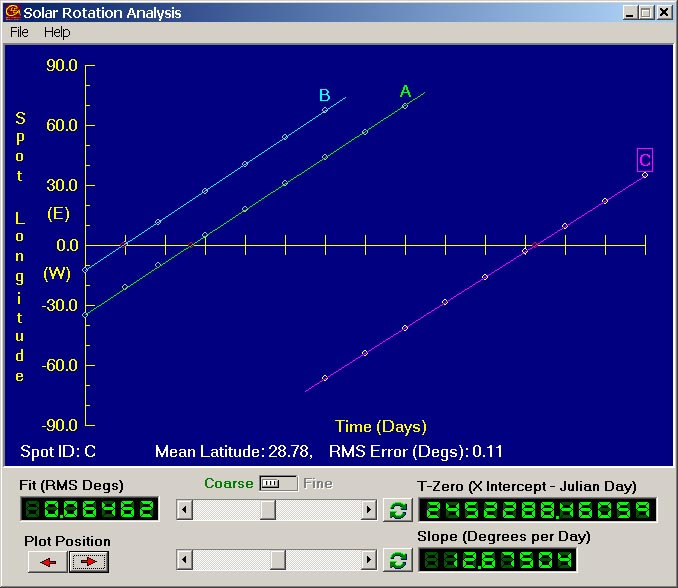 Solar Rotation Analysis
File Help
90.0
60.0
30.0
(E)
0.0
(W)
-30.0
-60.0
-90.0
Spot Longitude
B
A
C
Time (Days)
Spot ID: C Mean Latitude: 28.78, RMS Error (Degs): 0.11
Fit (RMS Degs)
0.06462
Coarse Fine
T-Zero (X Intercept - Julian Day)
2452288.46059
Plot Position
Slope (Degrees per Day)
12.67504